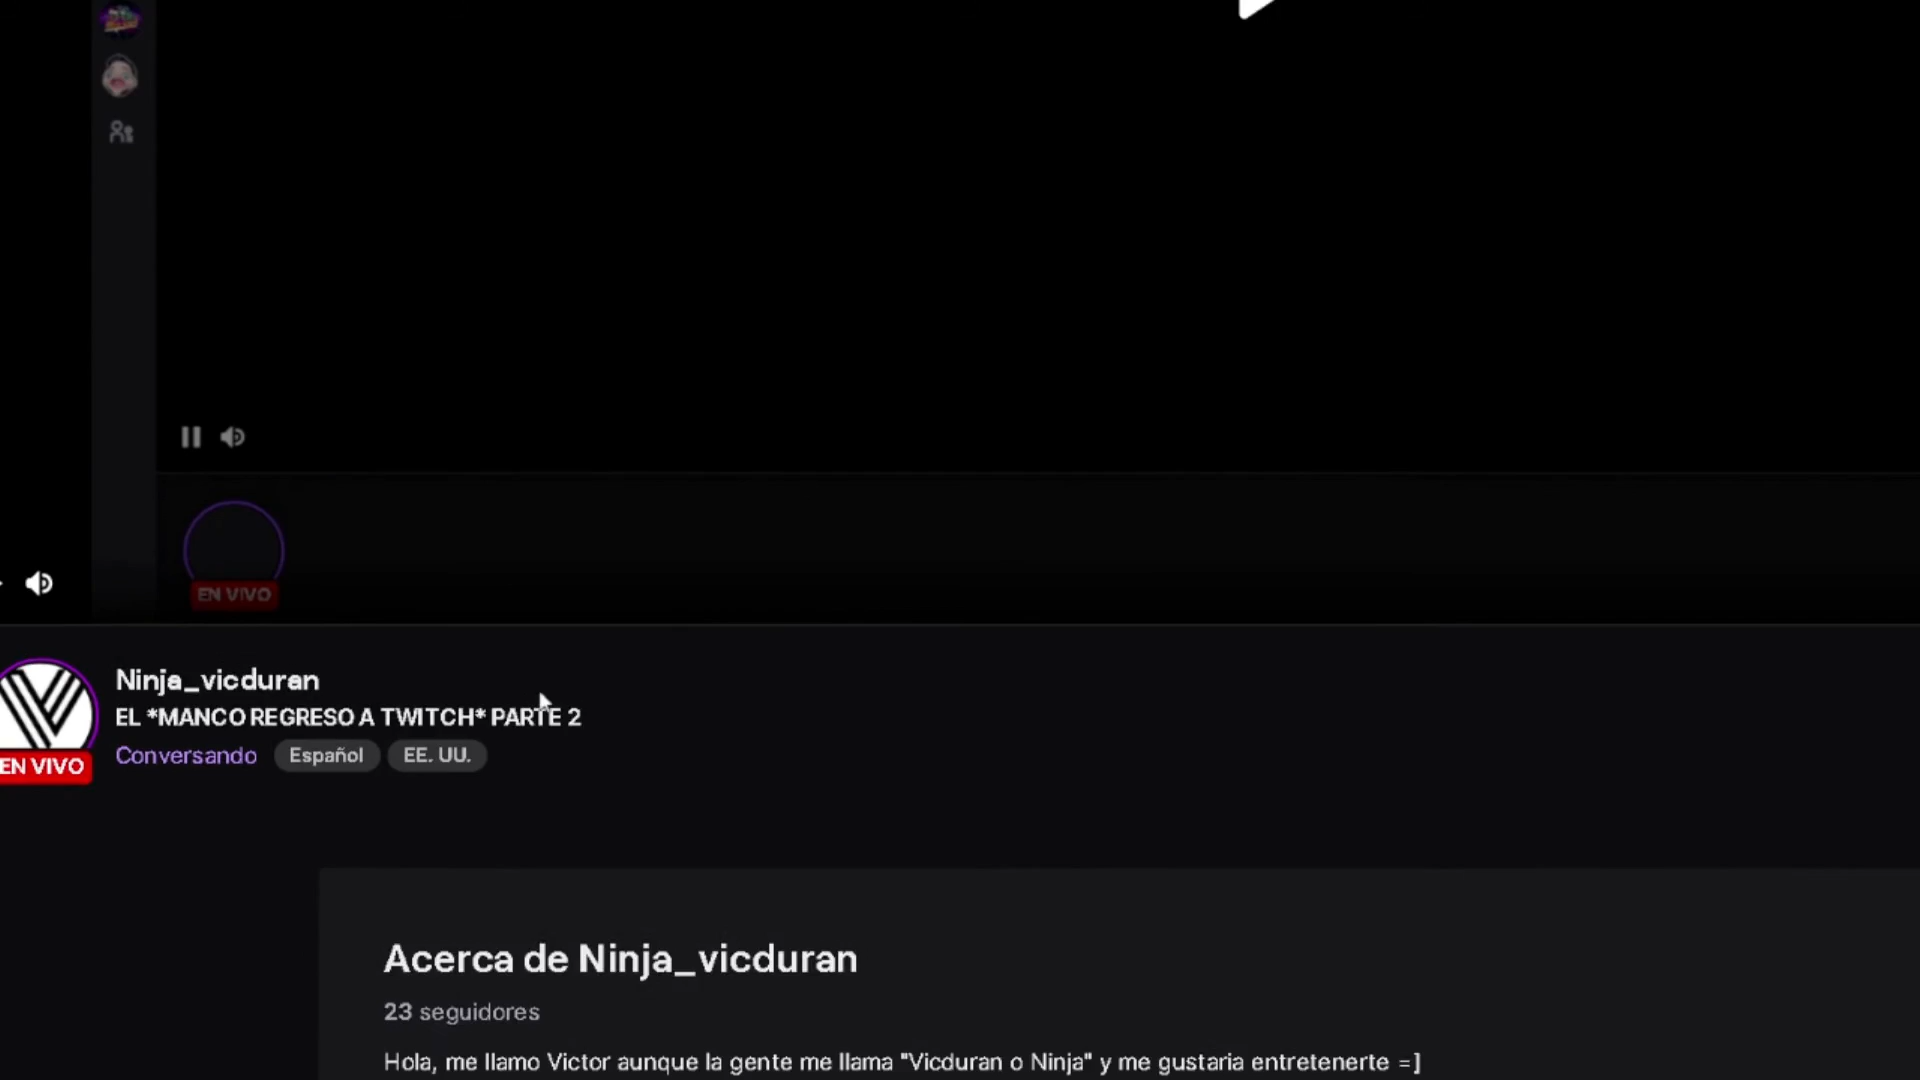 EN VIVO
Ninja_vicduran
EL *MANCO REGRESO A TWITCH* PARTE 2
EN VIVO
Conversando Español EE. UU.
Acerca de Ninja_vicduran
23 seguidores
Hola, me llamo Victor aunque la gente me llama "Vicduran o Ninja" y me gustaria entretenerte =]